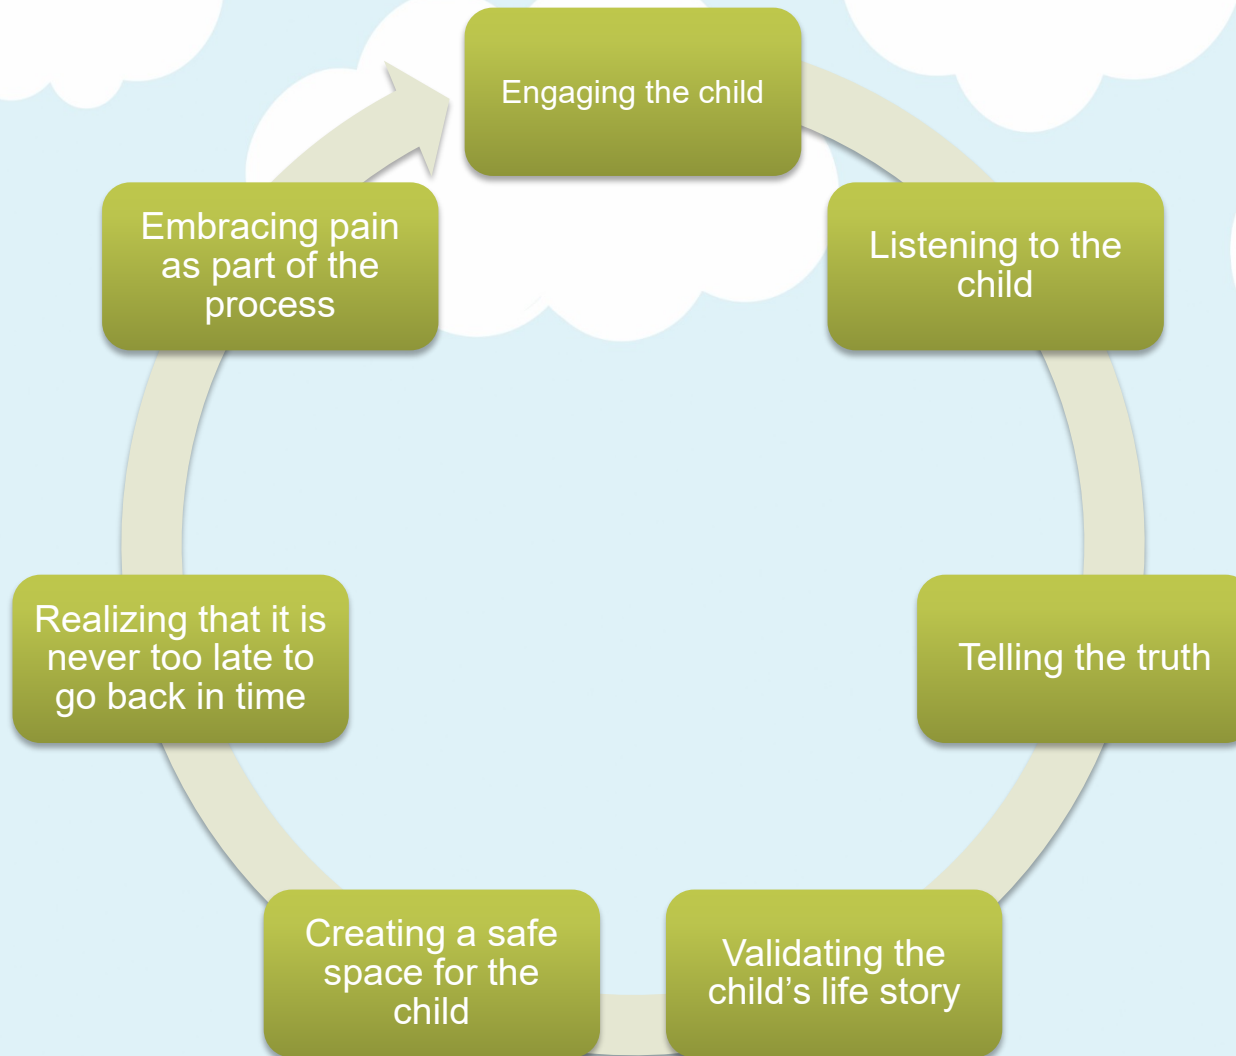 Engaging the child
Listening to the
child
Telling the truth
Validating the
child’s life story
Creating a safe
space for the
child
Realizing that it is
never too late to
go back in time
Embracing pain
as part of the
process